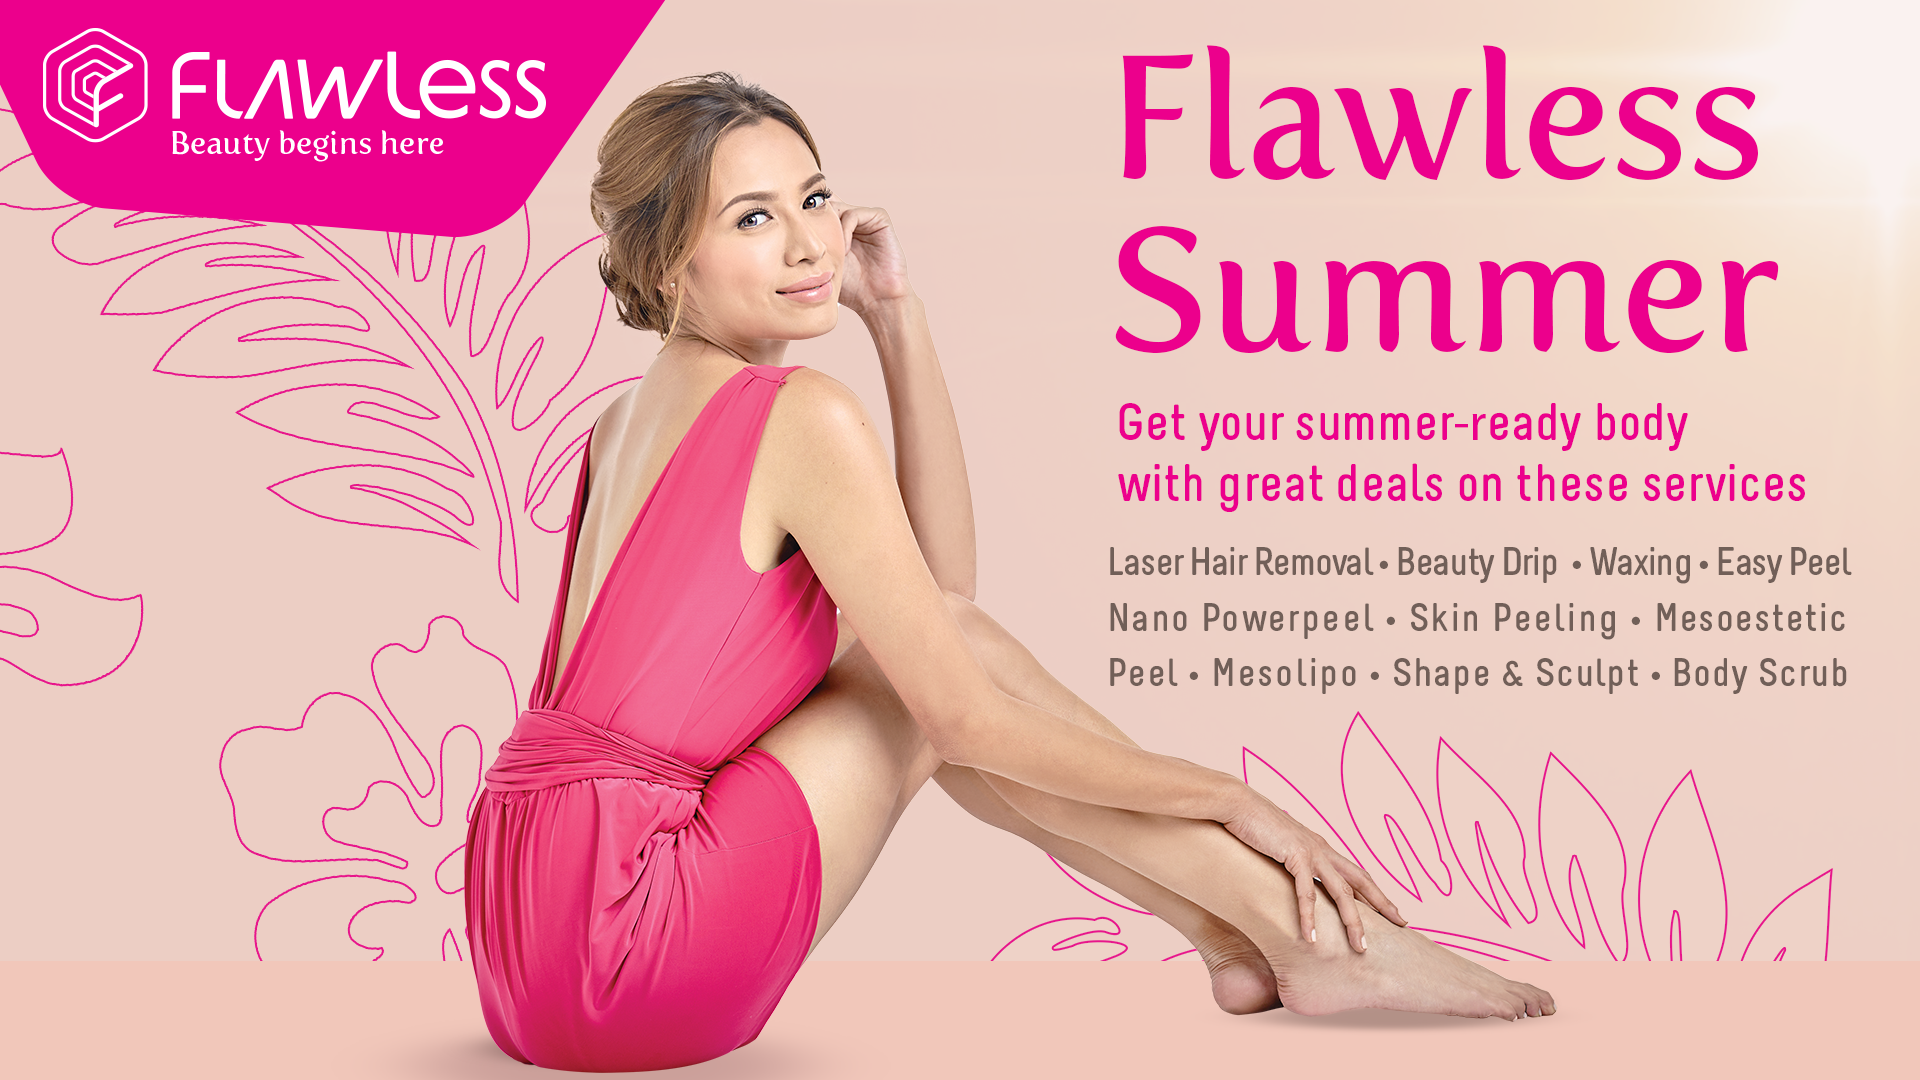 FLAWLESS
Beauty begins here
Flawless
Summer
Get your summer-ready body
with great deals on these services
Laser Hair Removal • Beauty Drip • Waxing • Easy Peel
Nano Powerpeel • Skin Peeling • Mesoestetic
Peel • Mesolipo • Shape & Sculpt • Body Scrub